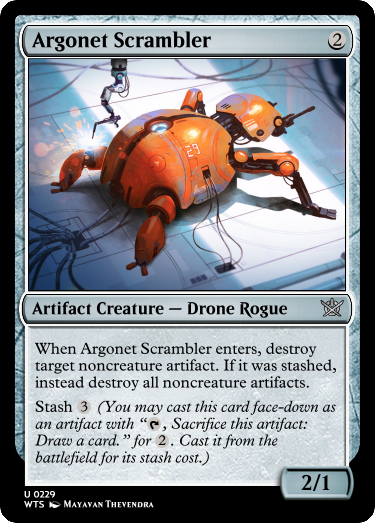 Argonet Scrambler 2
29
Artifact Creature — Drone Rogue
When Argonet Scrambler enters, destroy
target noncreature artifact. If it was stashed,
instead destroy all noncreature artifacts.
Stash 3 (You may cast this card face-down as
an artifact with “, Sacrifice this artifact:
Draw a card.” for 2. Cast it from the
battlefield for its stash cost.)
2/1
U 0229
WTS Mayavan Thevendra